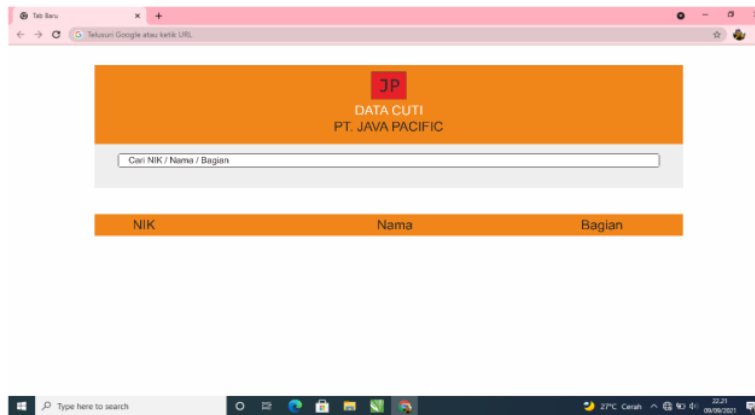 Tab Baru
Telusuri Google atau ketik URL
JP
DATA CUTI
PT. JAVA PACIFIC
Cari NIK / Nama / Bagian
NIK Nama Bagian
Type here to search
27°C Cerah
22.21
09/09/2021